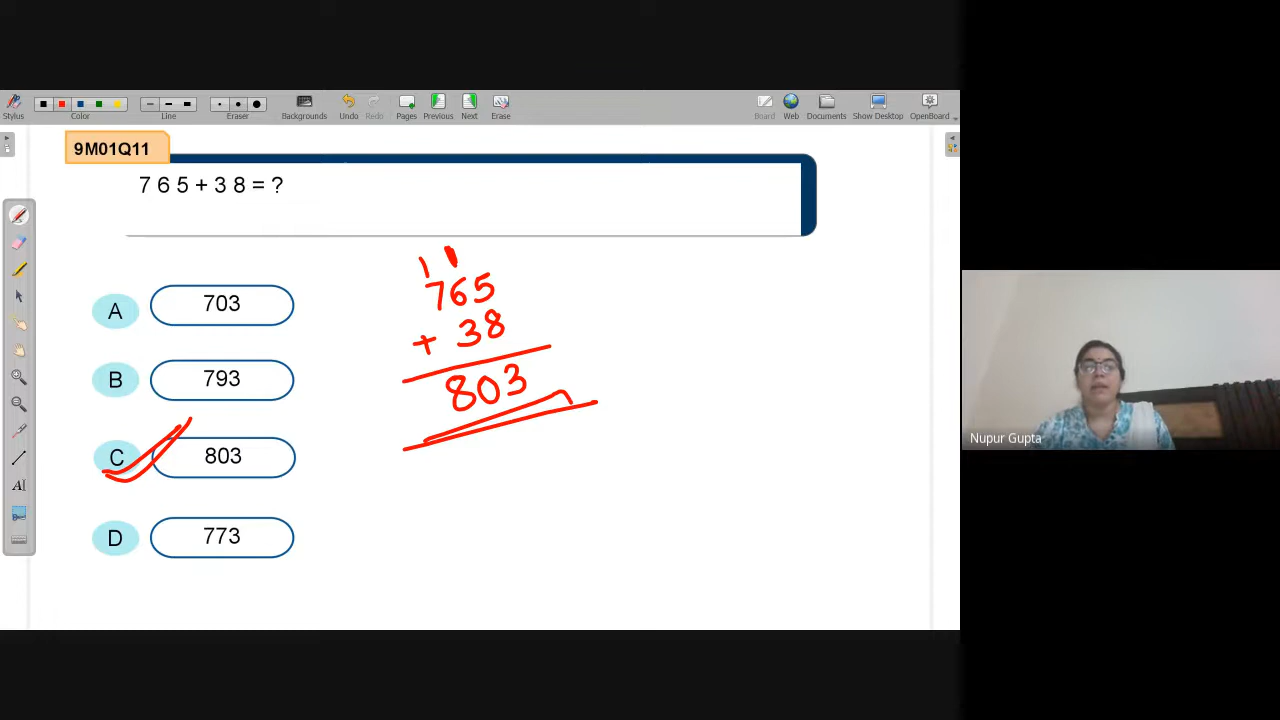 Stylus
Color
Line
Eraser
Backgrounds
Undo
Redo
Pages
Previous
Next
Erase
Board
Web
Documents
Show Desktop
OpenBoard
9M01Q11
7 6 5 + 3 8 = ?
A 703
B 793
C 803
D 773
1 1
765
+ 38
803
Nupur Gupta